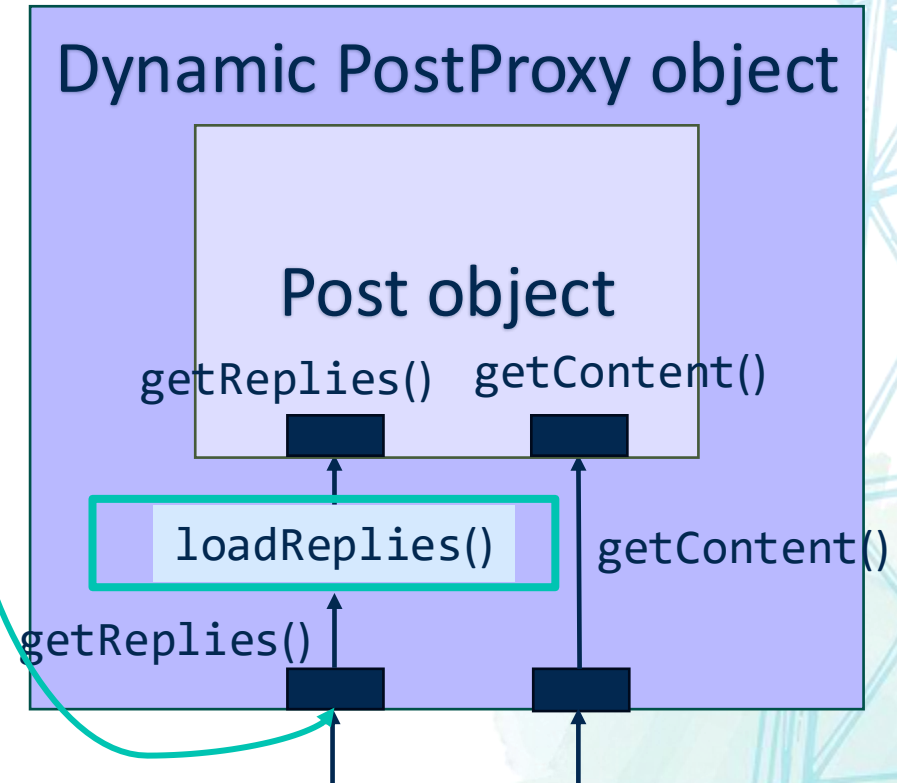 Dynamic PostProxy object
Post object
getReplies() getContent()
loadReplies()
getContent()
getReplies()